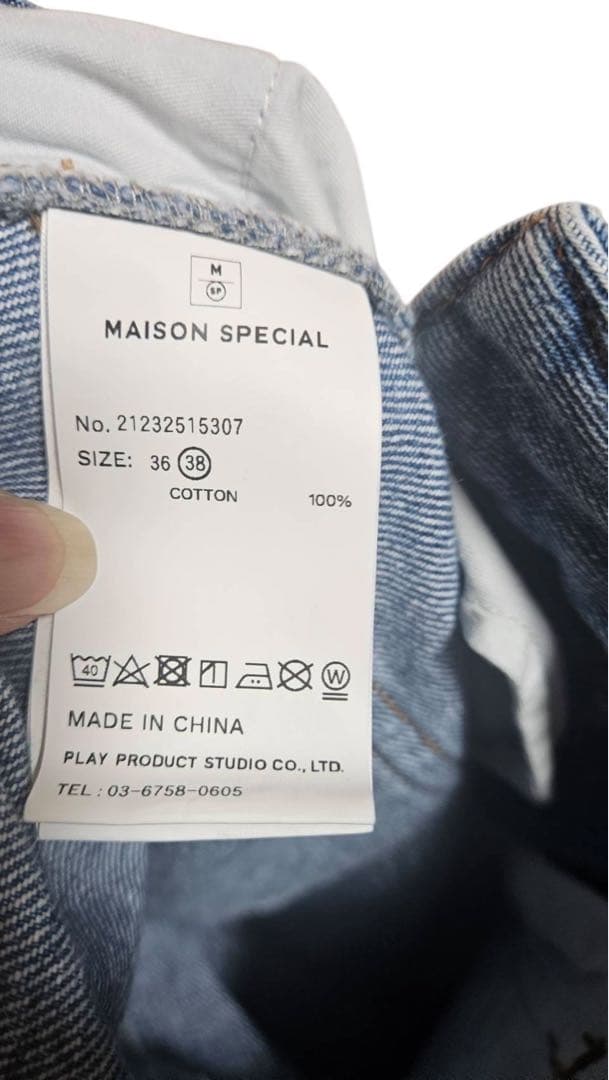 M
SP
MAISON SPECIAL
No. 21232515307
SIZE: 36 38
COTTON 100%
40 W
MADE IN CHINA
PLAY PRODUCT STUDIO CO., LTD.
TEL : 03-6758-0605